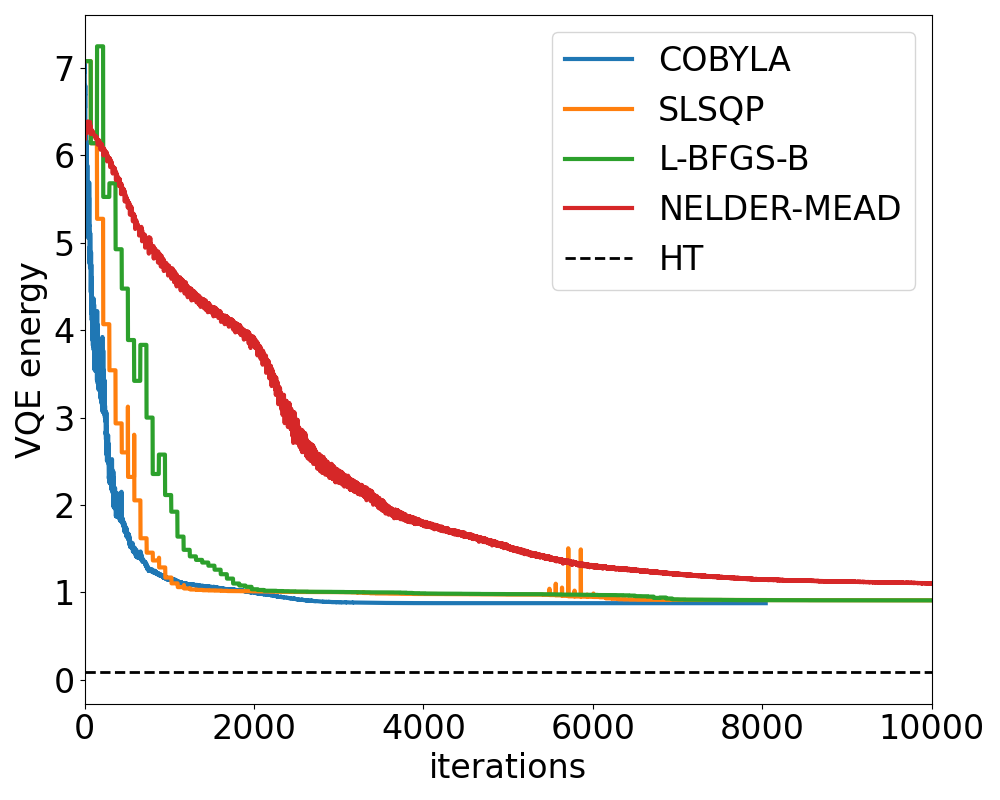 COBYLA
SLSQP
L-BFGS-B
NELDER-MEAD
HT
VQE energy
7
6
5
4
3
2
1
0
0 2000 4000 6000 8000 10000
iterations